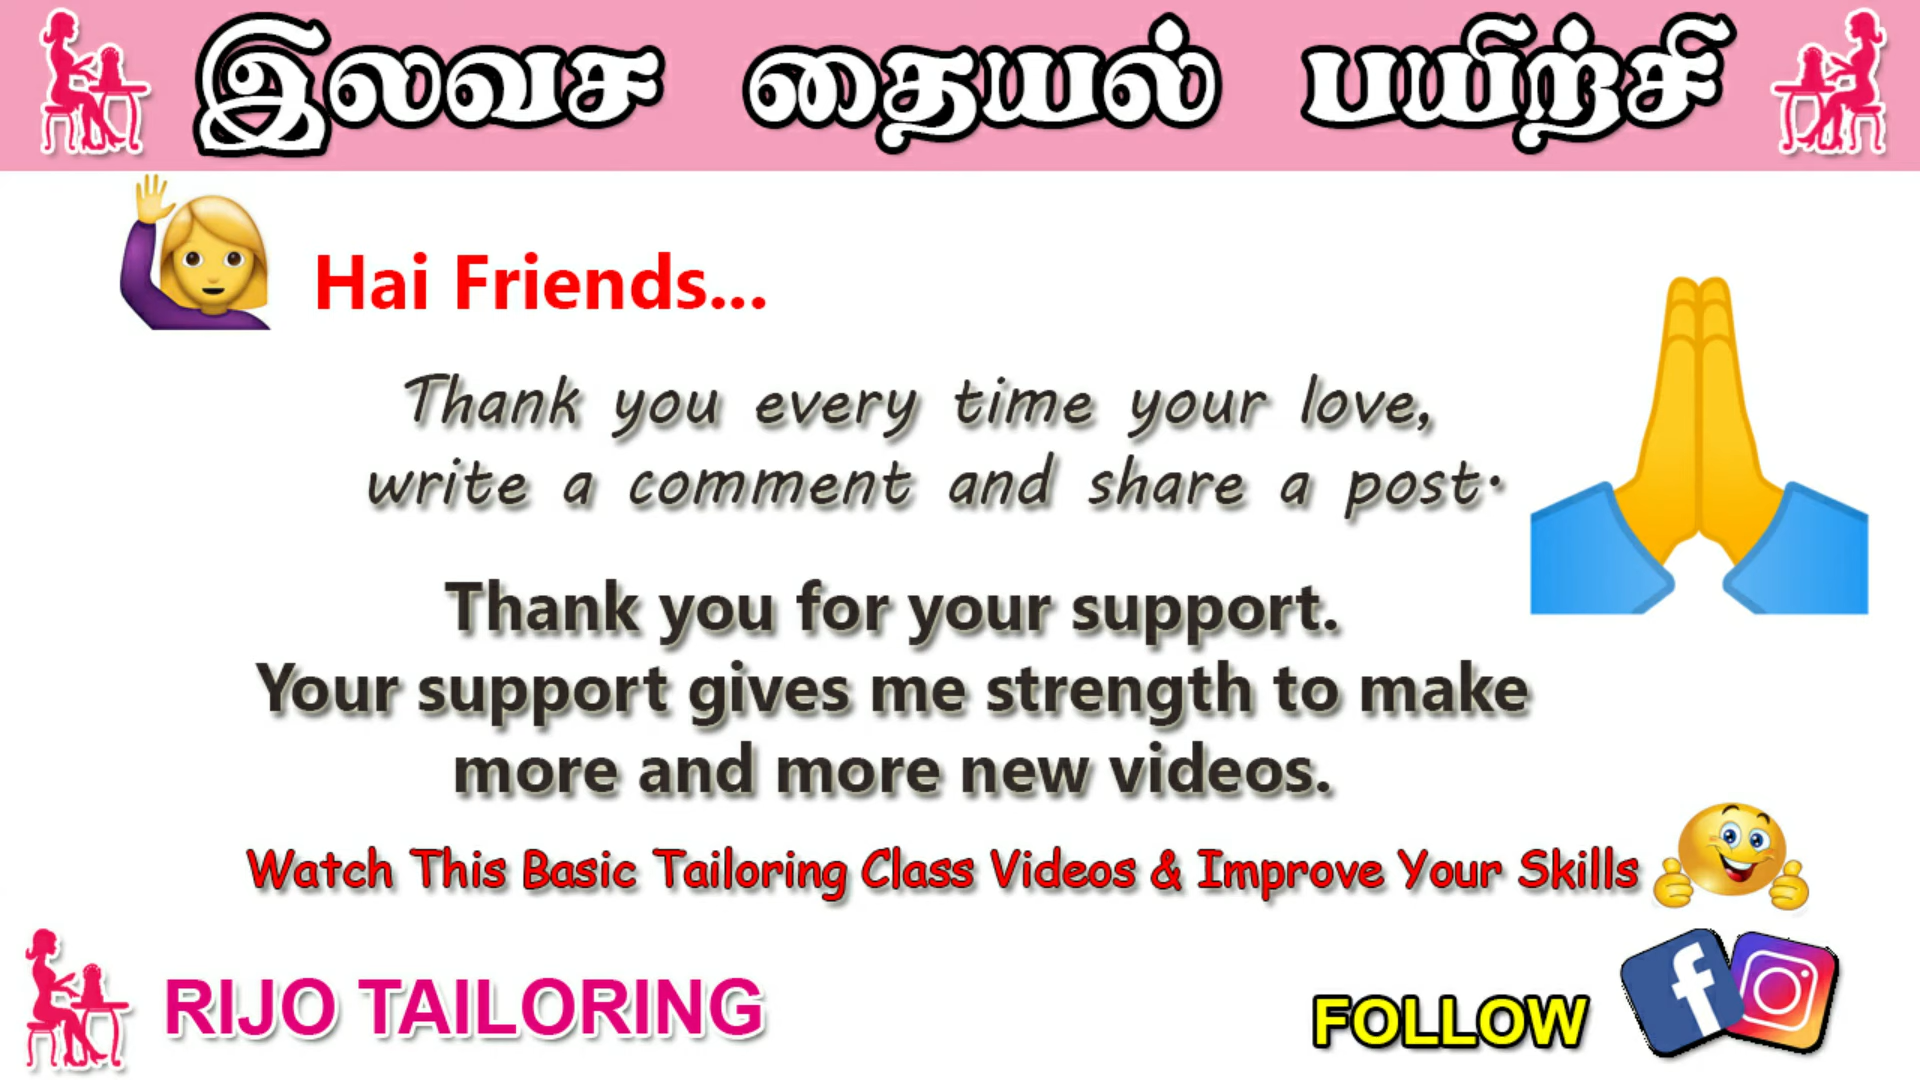 இலவச தையல் பயிற்சி
Hai Friends...
Thank you every time your love,
write a comment and share a post.
Thank you for your support.
Your support gives me strength to make
more and more new videos.
Watch This Basic Tailoring Class Videos & Improve Your Skills
RIJO TAILORING
FOLLOW